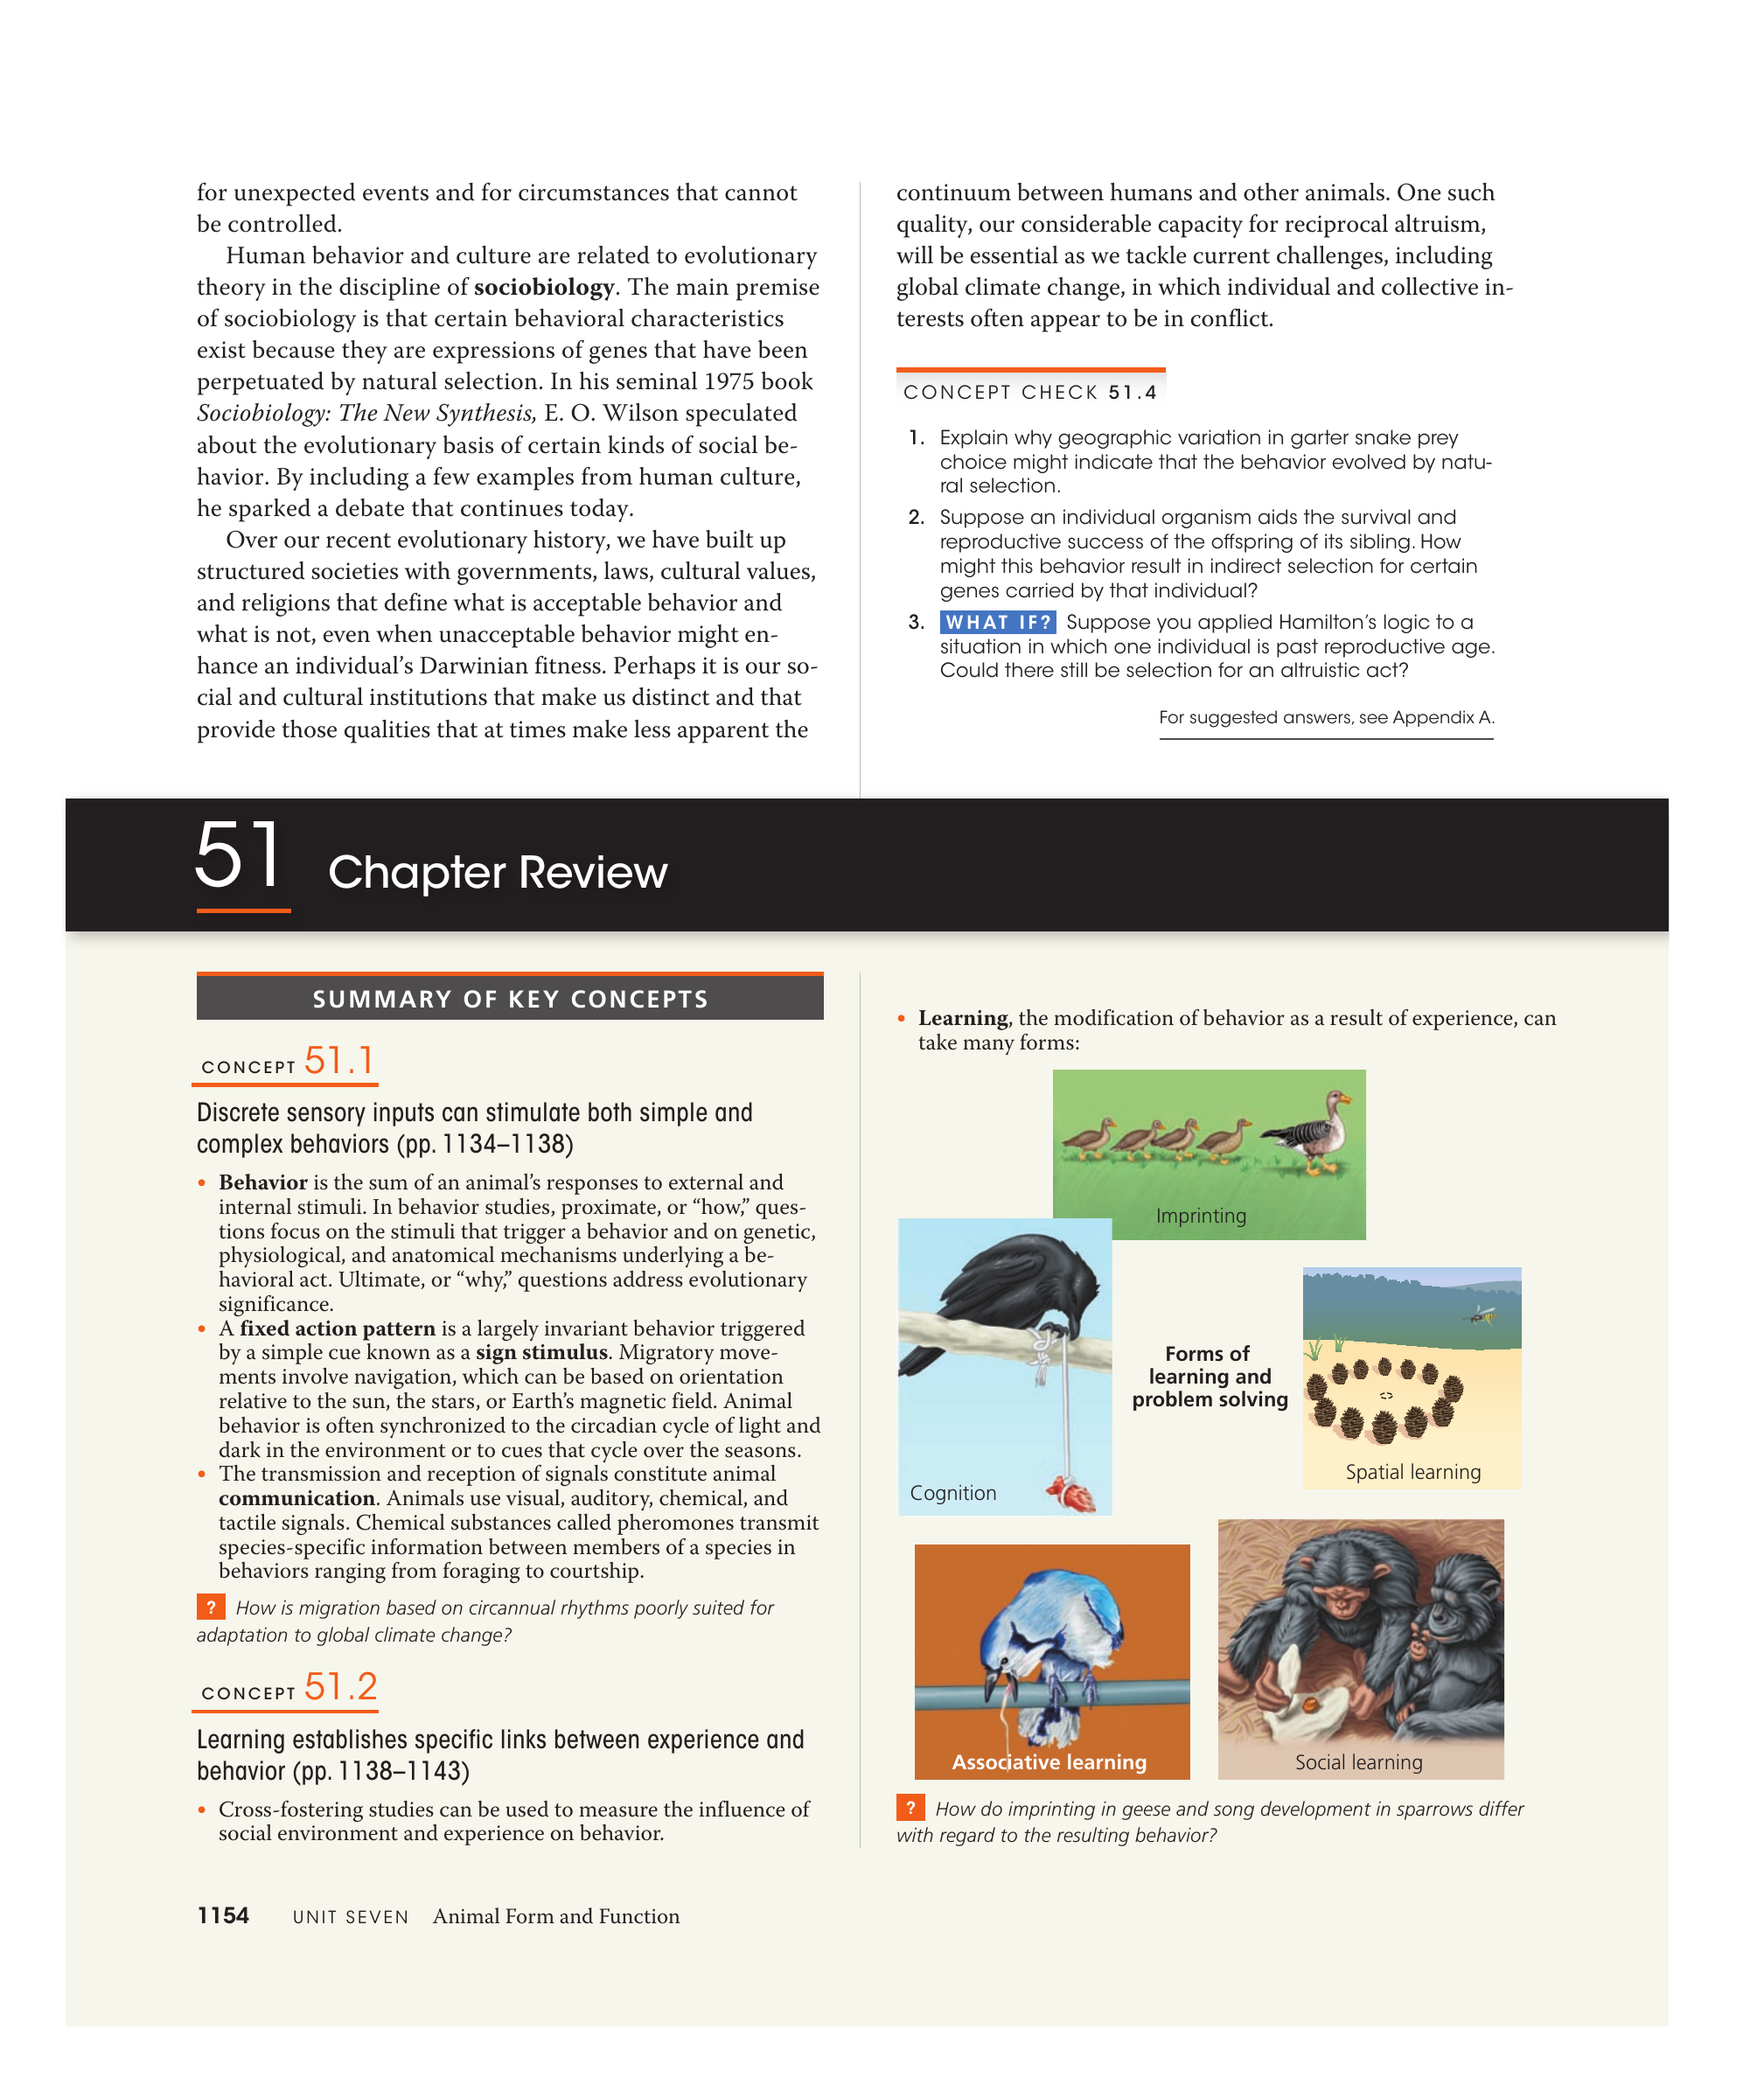 for unexpected events and for circumstances that cannot
be controlled.
Human behavior and culture are related to evolutionary
theory in the discipline of sociobiology. The main premise
of sociobiology is that certain behavioral characteristics
exist because they are expressions of genes that have been
perpetuated by natural selection. In his seminal 1975 book
Sociobiology: The New Synthesis, E. O. Wilson speculated
about the evolutionary basis of certain kinds of social be-
havior. By including a few examples from human culture,
he sparked a debate that continues today.
Over our recent evolutionary history, we have built up
structured societies with governments, laws, cultural values,
and religions that define what is acceptable behavior and
what is not, even when unacceptable behavior might en-
hance an individual's Darwinian fitness. Perhaps it is our so-
cial and cultural institutions that make us distinct and that
provide those qualities that at times make less apparent the
continuum between humans and other animals. One such
quality, our considerable capacity for reciprocal altruism,
will be essential as we tackle current challenges, including
global climate change, in which individual and collective in-
terests often appear to be in conflict.
CONCEPT CHECK 51.4
1. Explain why geographic variation in garter snake prey
choice might indicate that the behavior evolved by natu-
ral selection.
2. Suppose an individual organism aids the survival and
reproductive success of the offspring of its sibling. How
might this behavior result in indirect selection for certain
genes carried by that individual?
3. WHAT IF? Suppose you applied Hamilton's logic to a
situation in which one individual is past reproductive age.
Could there still be selection for an altruistic act?
For suggested answers, see Appendix A.
51 Chapter Review
SUMMARY OF KEY CONCEPTS
CONCEPT 51.1
Discrete sensory inputs can stimulate both simple and
complex behaviors (pp. 1134–1138)
• Behavior is the sum of an animal's responses to external and
internal stimuli. In behavior studies, proximate, or "how," ques-
tions focus on the stimuli that trigger a behavior and on genetic,
physiological, and anatomical mechanisms underlying a be-
havioral act. Ultimate, or "why," questions address evolutionary
significance.
• A fixed action pattern is a largely invariant behavior triggered
by a simple cue known as a sign stimulus. Migratory move-
ments involve navigation, which can be based on orientation
relative to the sun, the stars, or Earth's magnetic field. Animal
behavior is often synchronized to the circadian cycle of light and
dark in the environment or to cues that cycle over the seasons.
• The transmission and reception of signals constitute animal
communication. Animals use visual, auditory, chemical, and
tactile signals. Chemical substances called pheromones transmit
species-specific information between members of a species in
behaviors ranging from foraging to courtship.
? How is migration based on circannual rhythms poorly suited for
adaptation to global climate change?
CONCEPT 51.2
Learning establishes specific links between experience and
behavior (pp. 1138–1143)
• Cross-fostering studies can be used to measure the influence of
social environment and experience on behavior.
• Learning, the modification of behavior as a result of experience, can
take many forms:
Imprinting
Cognition
Forms of
learning and
problem solving
Spatial learning
Associative learning
Social learning
? How do imprinting in geese and song development in sparrows differ
with regard to the resulting behavior?
1154 UNIT SEVEN Animal Form and Function